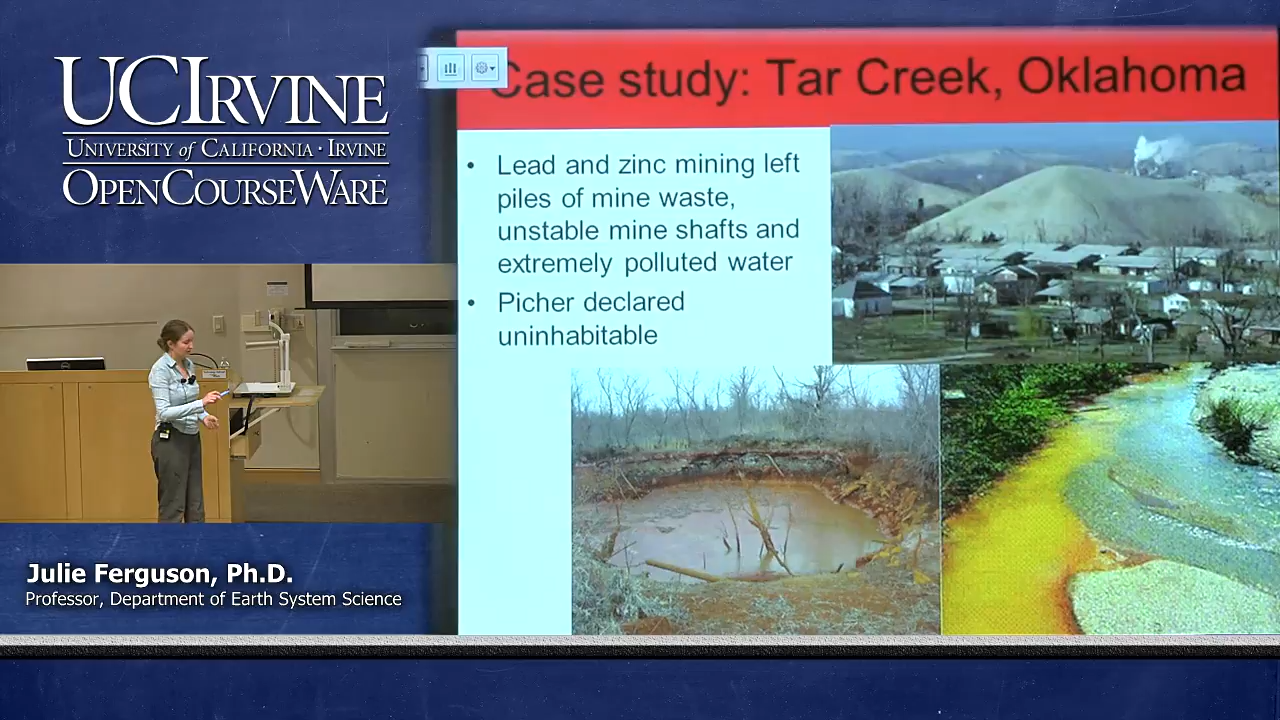 UCIRVINE
UNIVERSITY of CALIFORNIA · IRVINE
OPENCOURSEWARE
Case study: Tar Creek, Oklahoma
• Lead and zinc mining left
piles of mine waste,
unstable mine shafts and
extremely polluted water
• Picher declared
uninhabitable
Julie Ferguson, Ph.D.
Professor, Department of Earth System Science